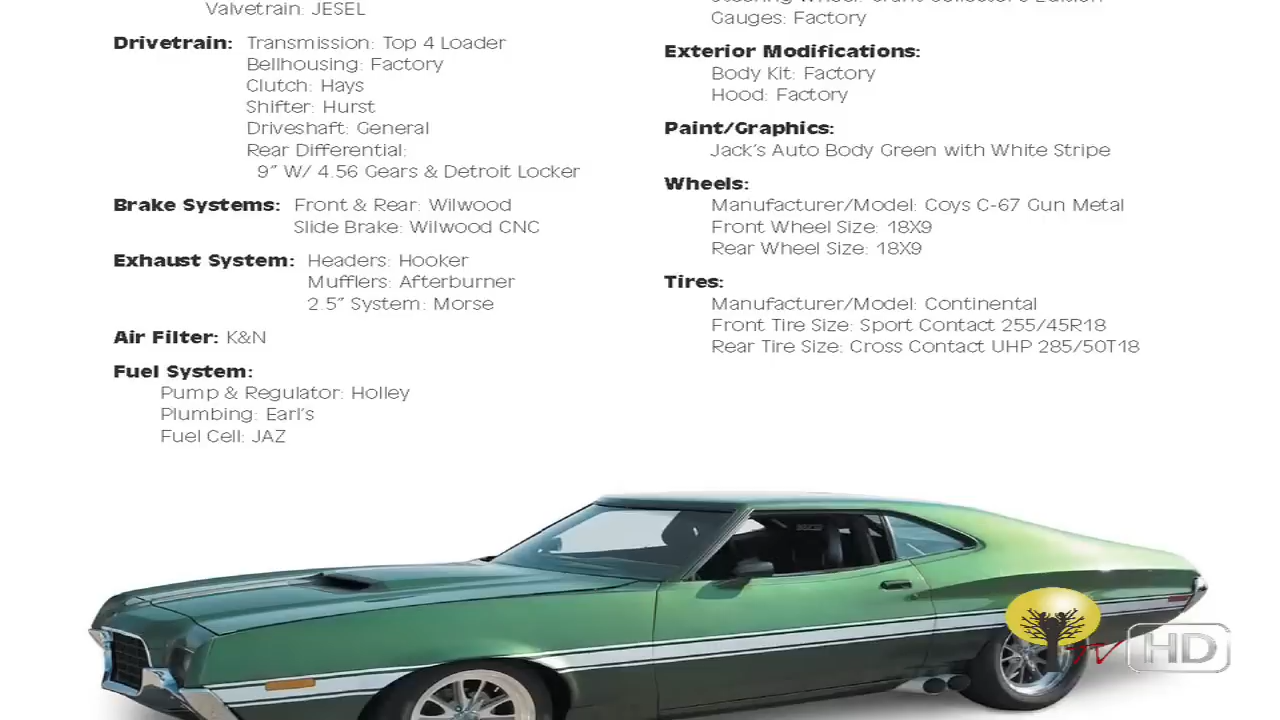 Valvetrain: JESEL
Drivetrain: Transmission: Top 4 Loader
Bellhousing: Factory
Clutch: Hays
Shifter: Hurst
Driveshaft: General
Rear Differential:
9" W/ 4.56 Gears & Detroit Locker
Brake Systems: Front & Rear: Wilwood
Slide Brake: Wilwood CNC
Exhaust System: Headers: Hooker
Mufflers: Afterburner
2.5" System: Morse
Air Filter: K&N
Fuel System:
Pump & Regulator: Holley
Plumbing: Earl's
Fuel Cell: JAZ
Gauges: Factory
Exterior Modifications:
Body Kit: Factory
Hood: Factory
Paint/Graphics:
Jack's Auto Body Green with White Stripe
Wheels:
Manufacturer/Model: Coys C-67 Gun Metal
Front Wheel Size: 18X9
Rear Wheel Size: 18X9
Tires:
Manufacturer/Model: Continental
Front Tire Size: Sport Contact 255/45R18
Rear Tire Size: Cross Contact UHP 285/50T18
TV HD